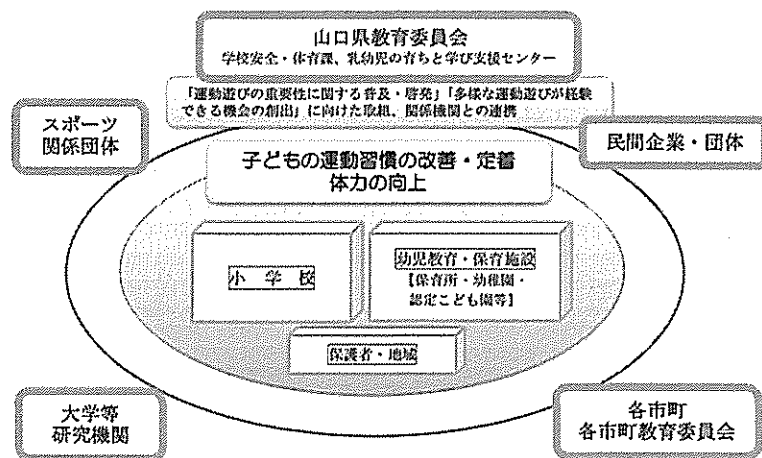 山口県教育委員会
学校安全・体育課、乳幼児の育ちと学び支援センター
「運動遊びの重要性に関する普及・啓発」「多様な運動遊びが経験
できる機会の創出」に向けた取組、関係機関との連携
スポーツ
関係団体
民間企業・団体
子どもの運動習慣の改善・定着
体力の向上
小学校
幼児教育・保育施設
【保育所・幼稚園・
認定こども園等】
保護者・地域
大学等
研究機関
各市町
各市町教育委員会